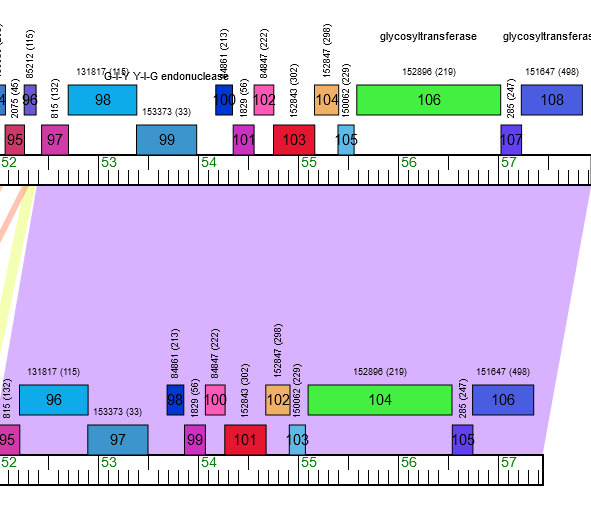 glycosyltransferase glycosyltransferas
G-I-Y Y-I-G endonuclease
2075 (45) 85212 (115) 815 (132) 131817 (115) 153373 (33) 84861 (213) 1829 (56) 84847 (222) 152843 (302) 152847 (298) 150062 (229) 152896 (219) 285 (247) 151647 (498)
96 98 100 102 104 106 108
95 97 99 101 103 105 107
52 53 54 55 56 57
815 (132) 131817 (115) 153373 (33) 84861 (213) 1829 (56) 84847 (222) 152843 (302) 152847 (298) 150062 (229) 152896 (219) 285 (247) 151647 (498)
96 98 100 102 104 106
95 97 99 101 103 105
52 53 54 55 56 57